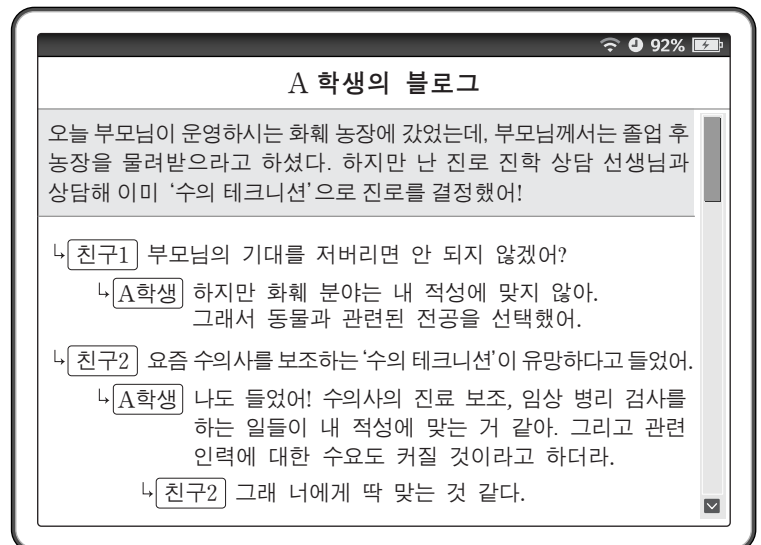 92%
A 학생의 블로그
오늘 부모님이 운영하시는 화훼 농장에 갔었는데, 부모님께서는 졸업 후
농장을 물려받으라고 하셨다. 하지만 난 진로 진학 상담 선생님과
상담해 이미 ‘수의 테크니션’으로 진로를 결정했어!
↳ 친구1 부모님의 기대를 저버리면 안 되지 않겠어?
↳ A학생 하지만 화훼 분야는 내 적성에 맞지 않아.
그래서 동물과 관련된 전공을 선택했어.
↳ 친구2 요즘 수의사를 보조하는 ‘수의 테크니션’이 유망하다고 들었어.
↳ A학생 나도 들었어! 수의사의 진료 보조, 임상 병리 검사를
하는 일들이 내 적성에 맞는 거 같아. 그리고 관련
인력에 대한 수요도 커질 것이라고 하더라.
↳ 친구2 그래 너에게 딱 맞는 것 같다.